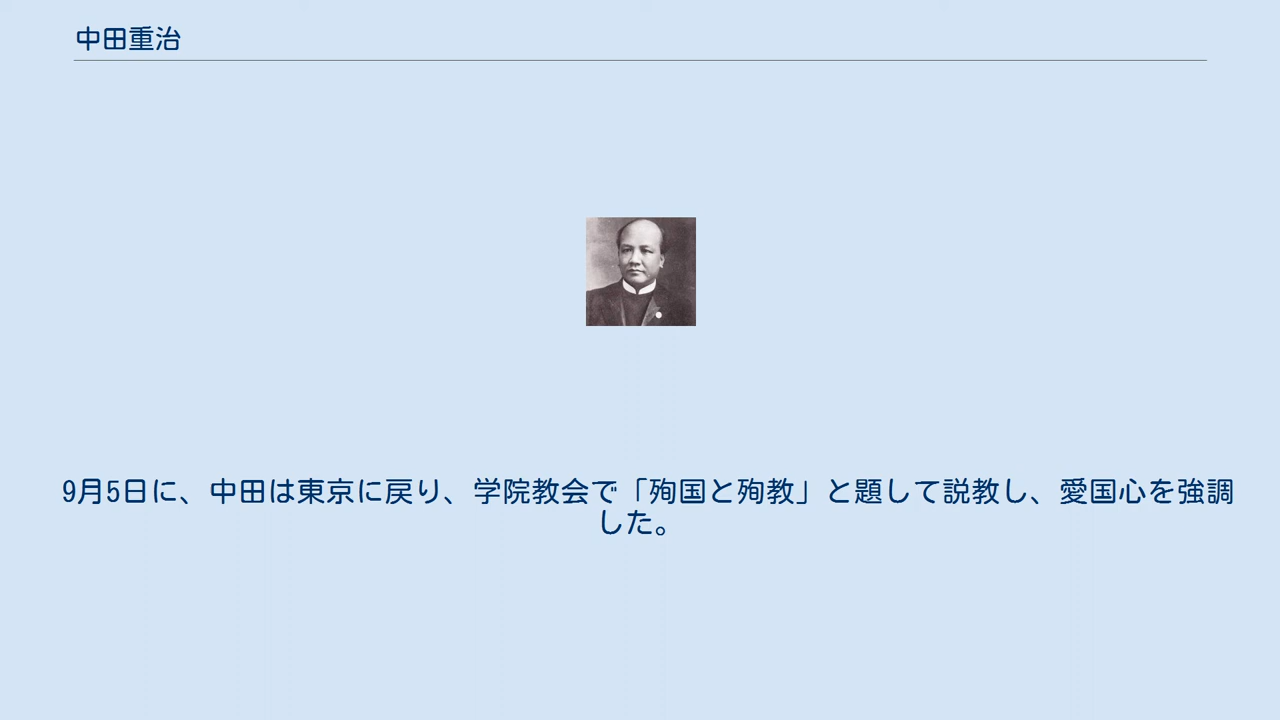 中田重治
9月5日に、中田は東京に戻り、学院教会で「殉国と殉教」と題して説教し、愛国心を強調
した。